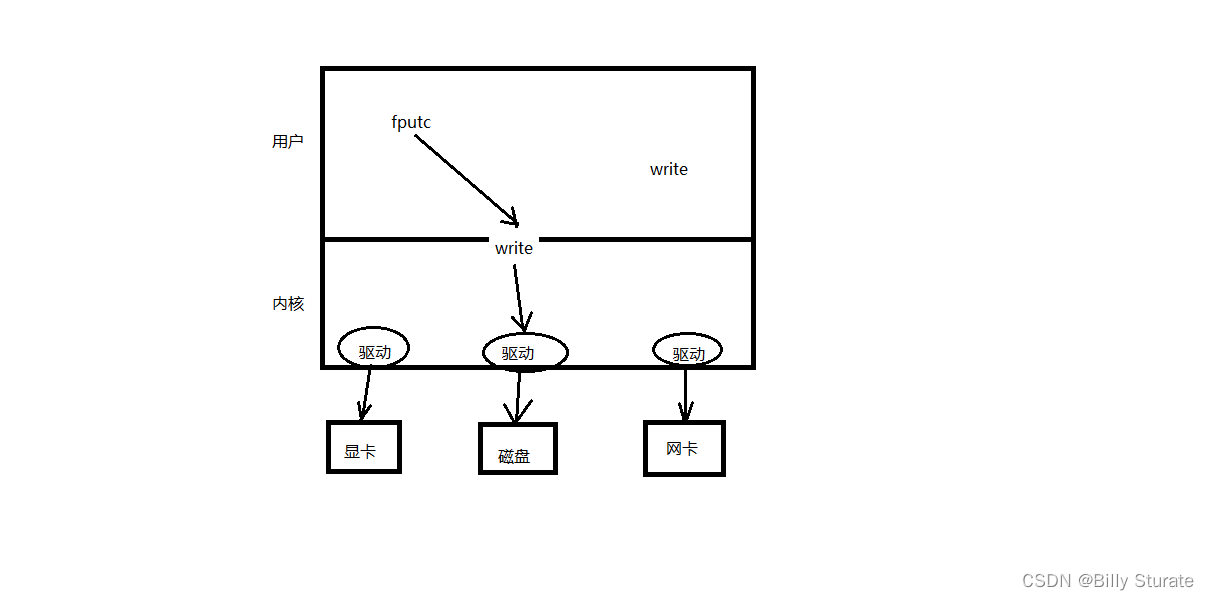 fputc
用户
write
write
内核
驱动
驱动
驱动
显卡
磁盘
网卡
CSDN @Billy Sturate